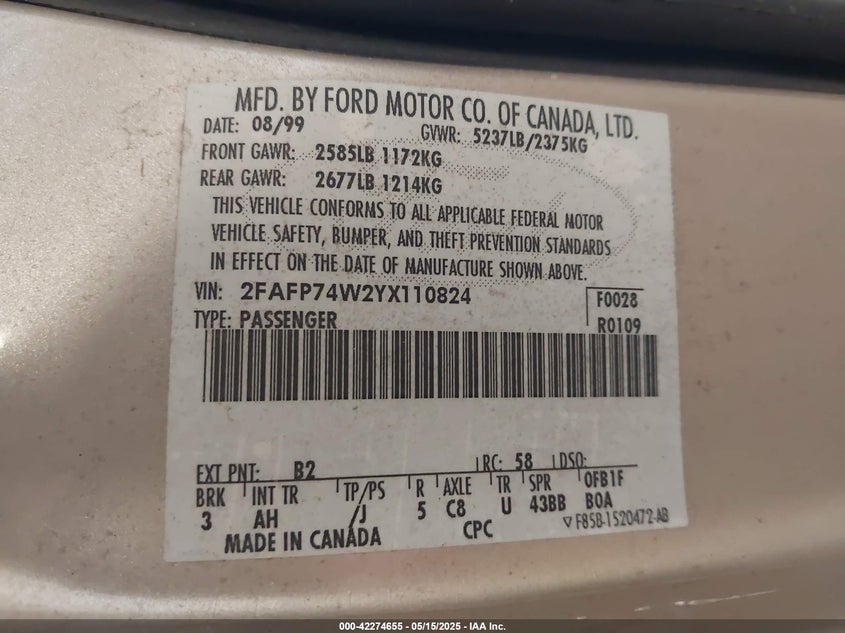 MFD. BY FORD MOTOR CO. OF CANADA, LTD.
DATE: 08/99 GVWR: 5237LB/2375KG
FRONT GAWR: 2585LB 1172KG
REAR GAWR: 2677LB 1214KG
THIS VEHICLE CONFORMS TO ALL APPLICABLE FEDERAL MOTOR
VEHICLE SAFETY, BUMPER, AND THEFT PREVENTION STANDARDS
IN EFFECT ON THE DATE OF MANUFACTURE SHOWN ABOVE.
VIN: 2FAFP74W2YX110824 F0028
TYPE: PASSENGER R0109
EXT PNT: B2 RC: 58 DSO:
BRK INT TR TP/PS R AXLE TR SPR OFB1F
3 AH /J 5 C8 U 43BB BOA
MADE IN CANADA CPC ▽F85B-1520472-AB
000-42274655 — 05/15/2025 — IAA Inc.